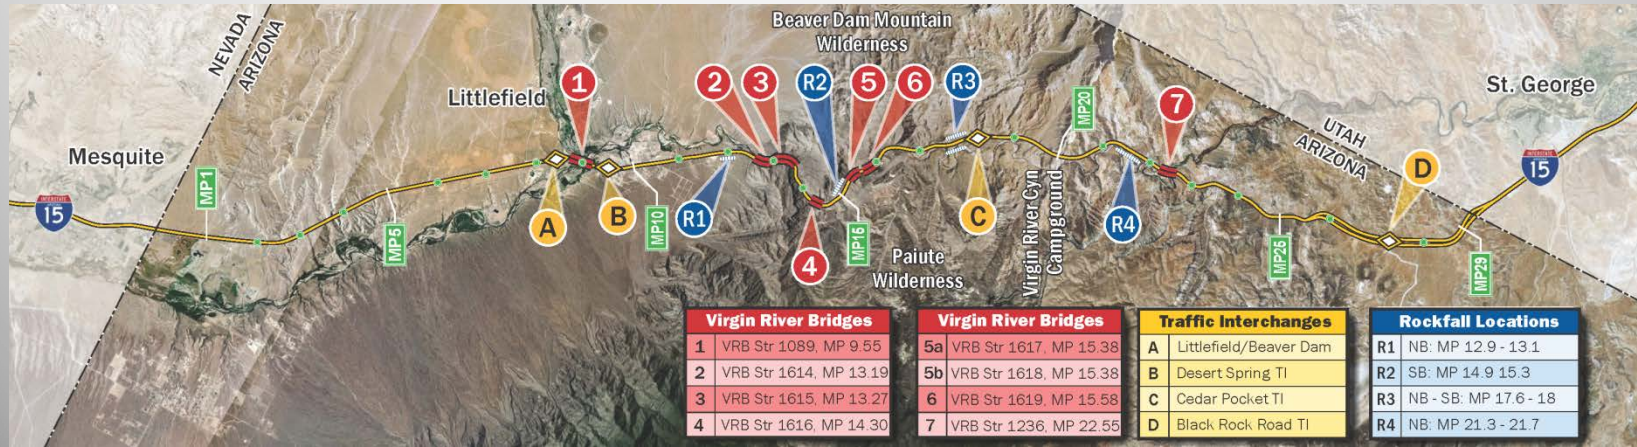 NEVADA
ARIZONA
Beaver Dam Mountain
Wilderness
Littlefield
1
2
3
R2
5
6
R3
MP20
7
UTAH
ARIZONA
St. George
Mesquite
INTERSTATE
15
MP1
MP5
A
B
MP10
R1
4
MP15
Paiute
Wilderness
C
Virgin River Cyn
Campground
R4
MP25
D
MP29
INTERSTATE
15
Virgin River Bridges
1 VRB Str 1089, MP 9.55
2 VRB Str 1614, MP 13.19
3 VRB Str 1615, MP 13.27
4 VRB Str 1616, MP 14.30
Virgin River Bridges
5a VRB Str 1617, MP 15.38
5b VRB Str 1618, MP 15.38
6 VRB Str 1619, MP 15.58
7 VRB Str 1236, MP 22.55
Traffic Interchanges
A Littlefield/Beaver Dam
B Desert Spring TI
C Cedar Pocket TI
D Black Rock Road TI
Rockfall Locations
R1 NB: MP 12.9 - 13.1
R2 SB: MP 14.9 15.3
R3 NB - SB: MP 17.6 - 18
R4 NB: MP 21.3 - 21.7